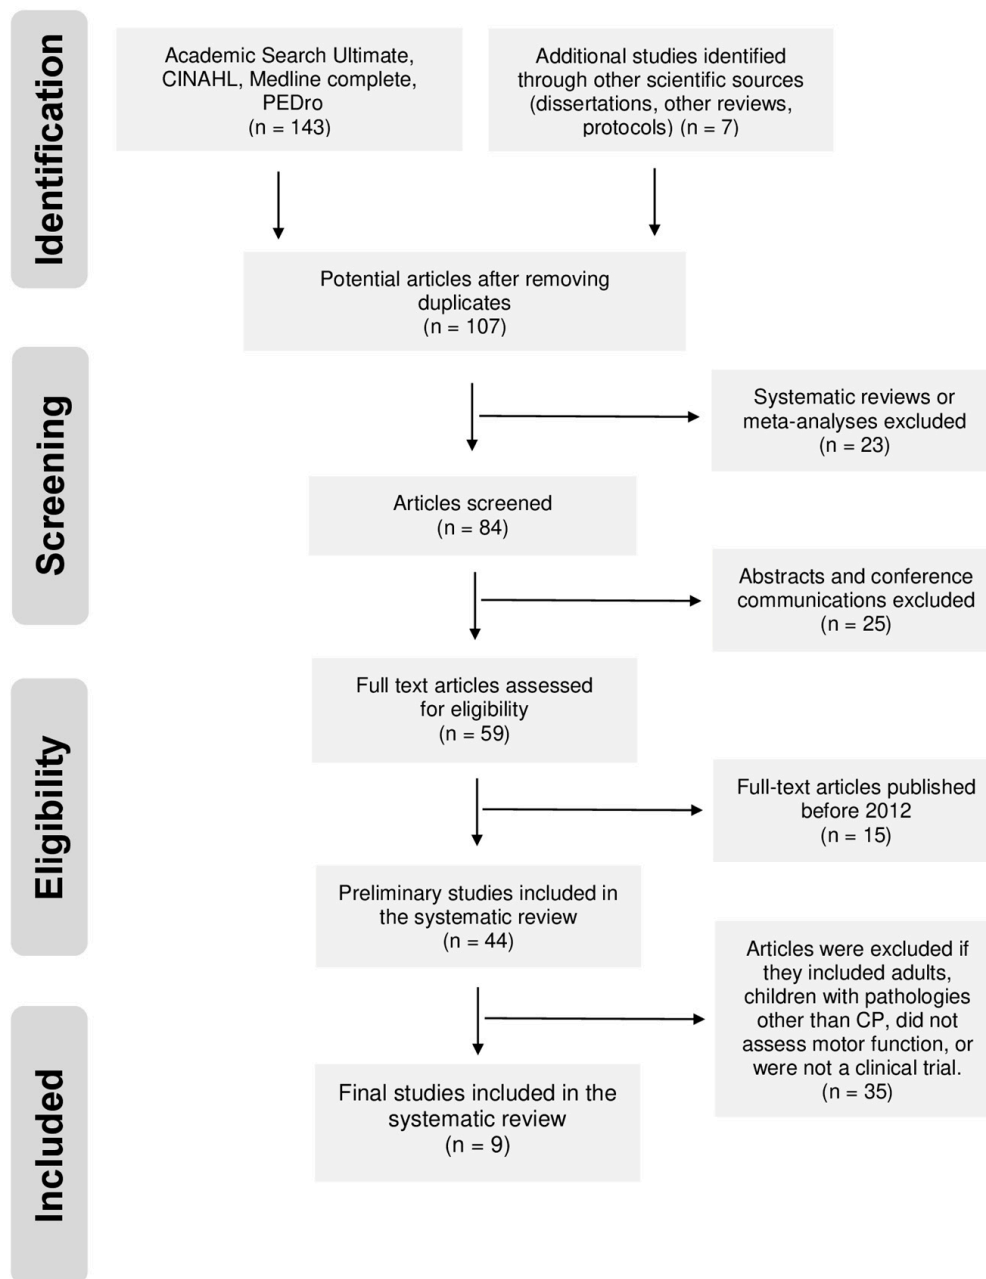 Identification
Academic Search Ultimate,
CINAHL, Medline complete,
PEDro
(n = 143)
Additional studies identified
through other scientific sources
(dissertations, other reviews,
protocols) (n = 7)
Potential articles after removing
duplicates
(n = 107)
Screening
Systematic reviews or
meta-analyses excluded
(n = 23)
Articles screened
(n = 84)
Abstracts and conference
communications excluded
(n = 25)
Eligibility
Full text articles assessed
for eligibility
(n = 59)
Full-text articles published
before 2012
(n = 15)
Preliminary studies included in
the systematic review
(n = 44)
Articles were excluded if
they included adults,
children with pathologies
other than CP, did not
assess motor function, or
were not a clinical trial.
(n = 35)
Included
Final studies included in the
systematic review
(n = 9)